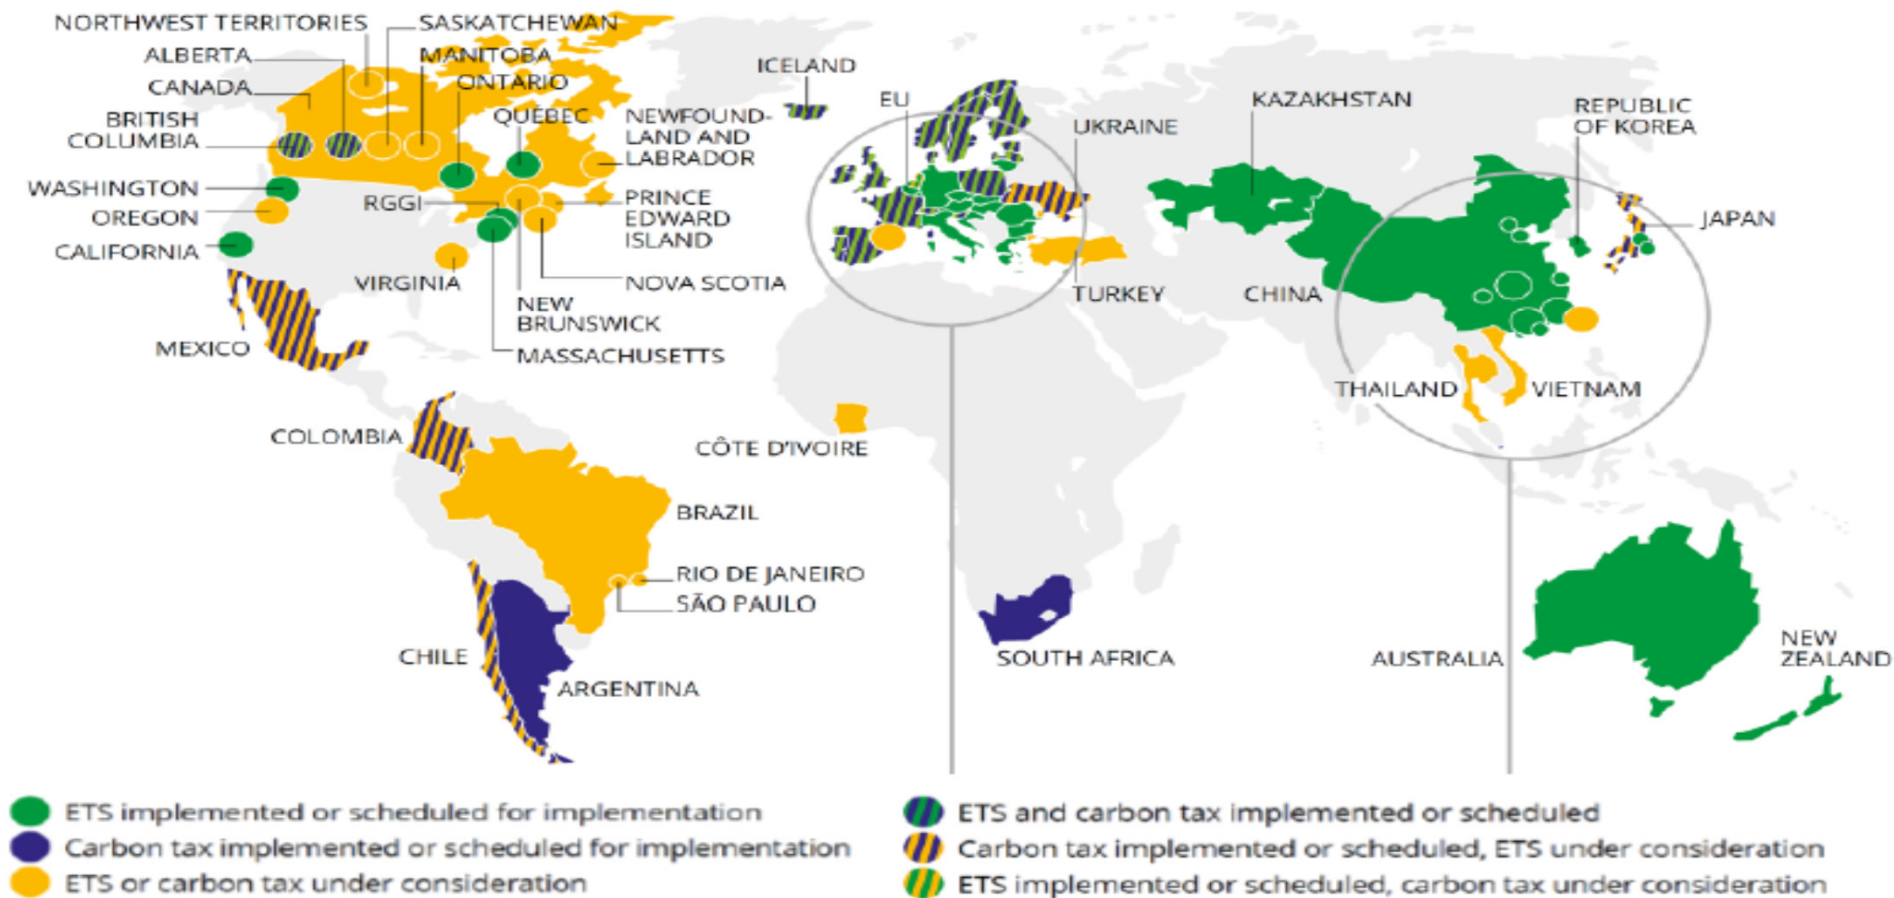 NORTHWEST TERRITORIES
SASKATCHEWAN
ALBERTA
MANITOBA
CANADA
ONTARIO
BRITISH
COLUMBIA
QUÉBEC
NEWFOUND-
LAND AND
LABRADOR
WASHINGTON
OREGON
RGGI
PRINCE
EDWARD
ISLAND
CALIFORNIA
VIRGINIA
NOVA SCOTIA
NEW
BRUNSWICK
MASSACHUSETTS
MEXICO
ICELAND
EU
UKRAINE
KAZAKHSTAN
REPUBLIC
OF KOREA
JAPAN
TURKEY
CHINA
THAILAND
VIETNAM
COLOMBIA
CÔTE D'IVOIRE
BRAZIL
RIO DE JANEIRO
SÃO PAULO
CHILE
ARGENTINA
SOUTH AFRICA
AUSTRALIA
NEW
ZEALAND
ETS implemented or scheduled for implementation
Carbon tax implemented or scheduled for implementation
ETS or carbon tax under consideration
ETS and carbon tax implemented or scheduled
Carbon tax implemented or scheduled, ETS under consideration
ETS implemented or scheduled, carbon tax under consideration